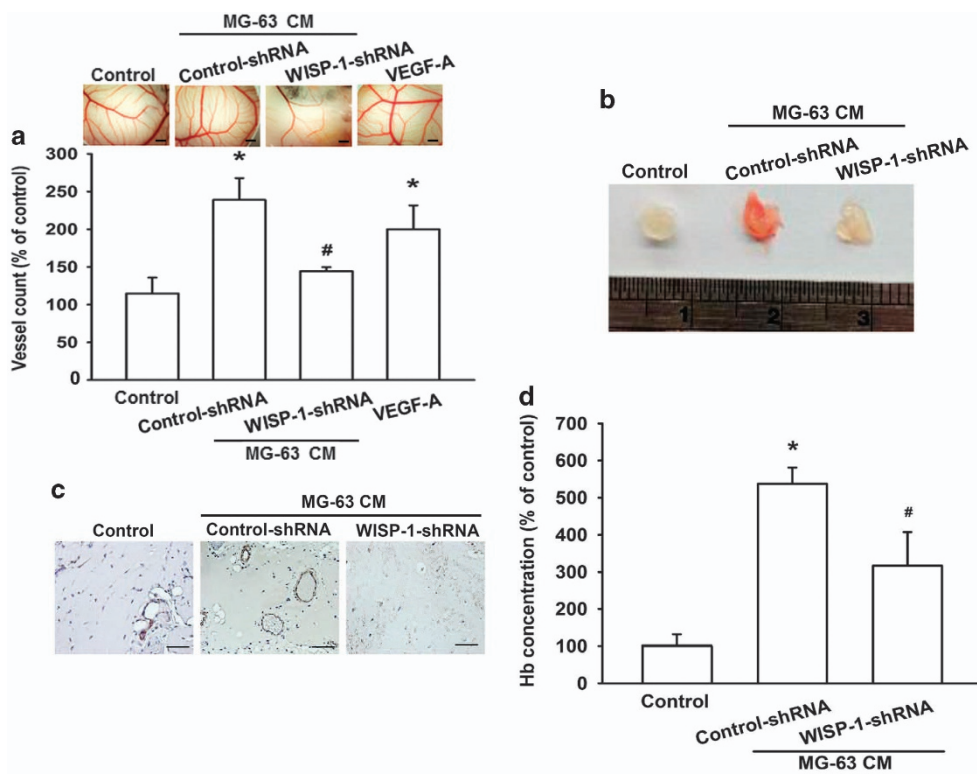 MG-63 CM
Control
Control-shRNA
WISP-1-shRNA
VEGF-A
a
Vessel count (% of control)
300
250
200
150
100
50
0
*
#
*
Control
Control-shRNA
WISP-1-shRNA
VEGF-A
MG-63 CM
b
MG-63 CM
Control
Control-shRNA
WISP-1-shRNA
1
2
3
c
MG-63 CM
Control
Control-shRNA
WISP-1-shRNA
d
Hb concentration (% of control)
700
600
500
400
300
200
100
0
*
#
Control
Control-shRNA
WISP-1-shRNA
MG-63 CM